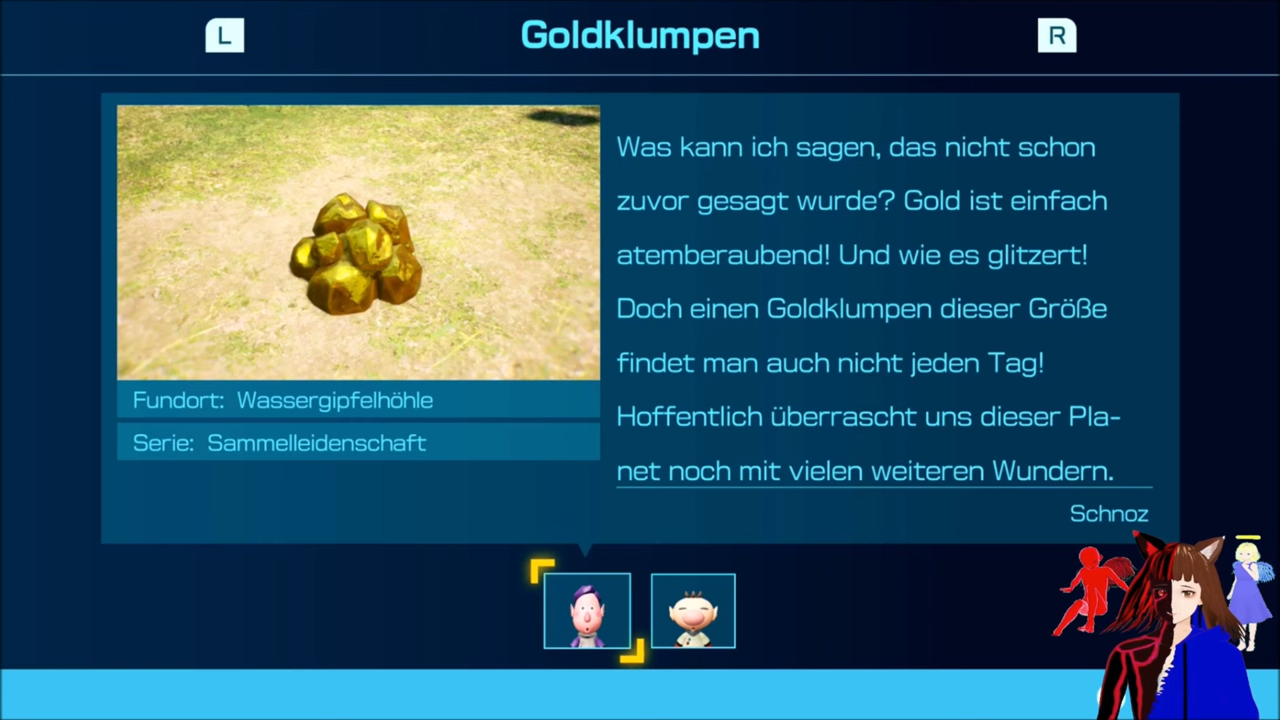 L
Goldklumpen
R
Was kann ich sagen, das nicht schon
zuvor gesagt wurde? Gold ist einfach
atemberaubend! Und wie es glitzert!
Doch einen Goldklumpen dieser Größe
findet man auch nicht jeden Tag!
Hoffentlich überrascht uns dieser Pla-
net noch mit vielen weiteren Wundern.
Schnoz
Fundort: Wassergipfelhöhle
Serie: Sammelleidenschaft